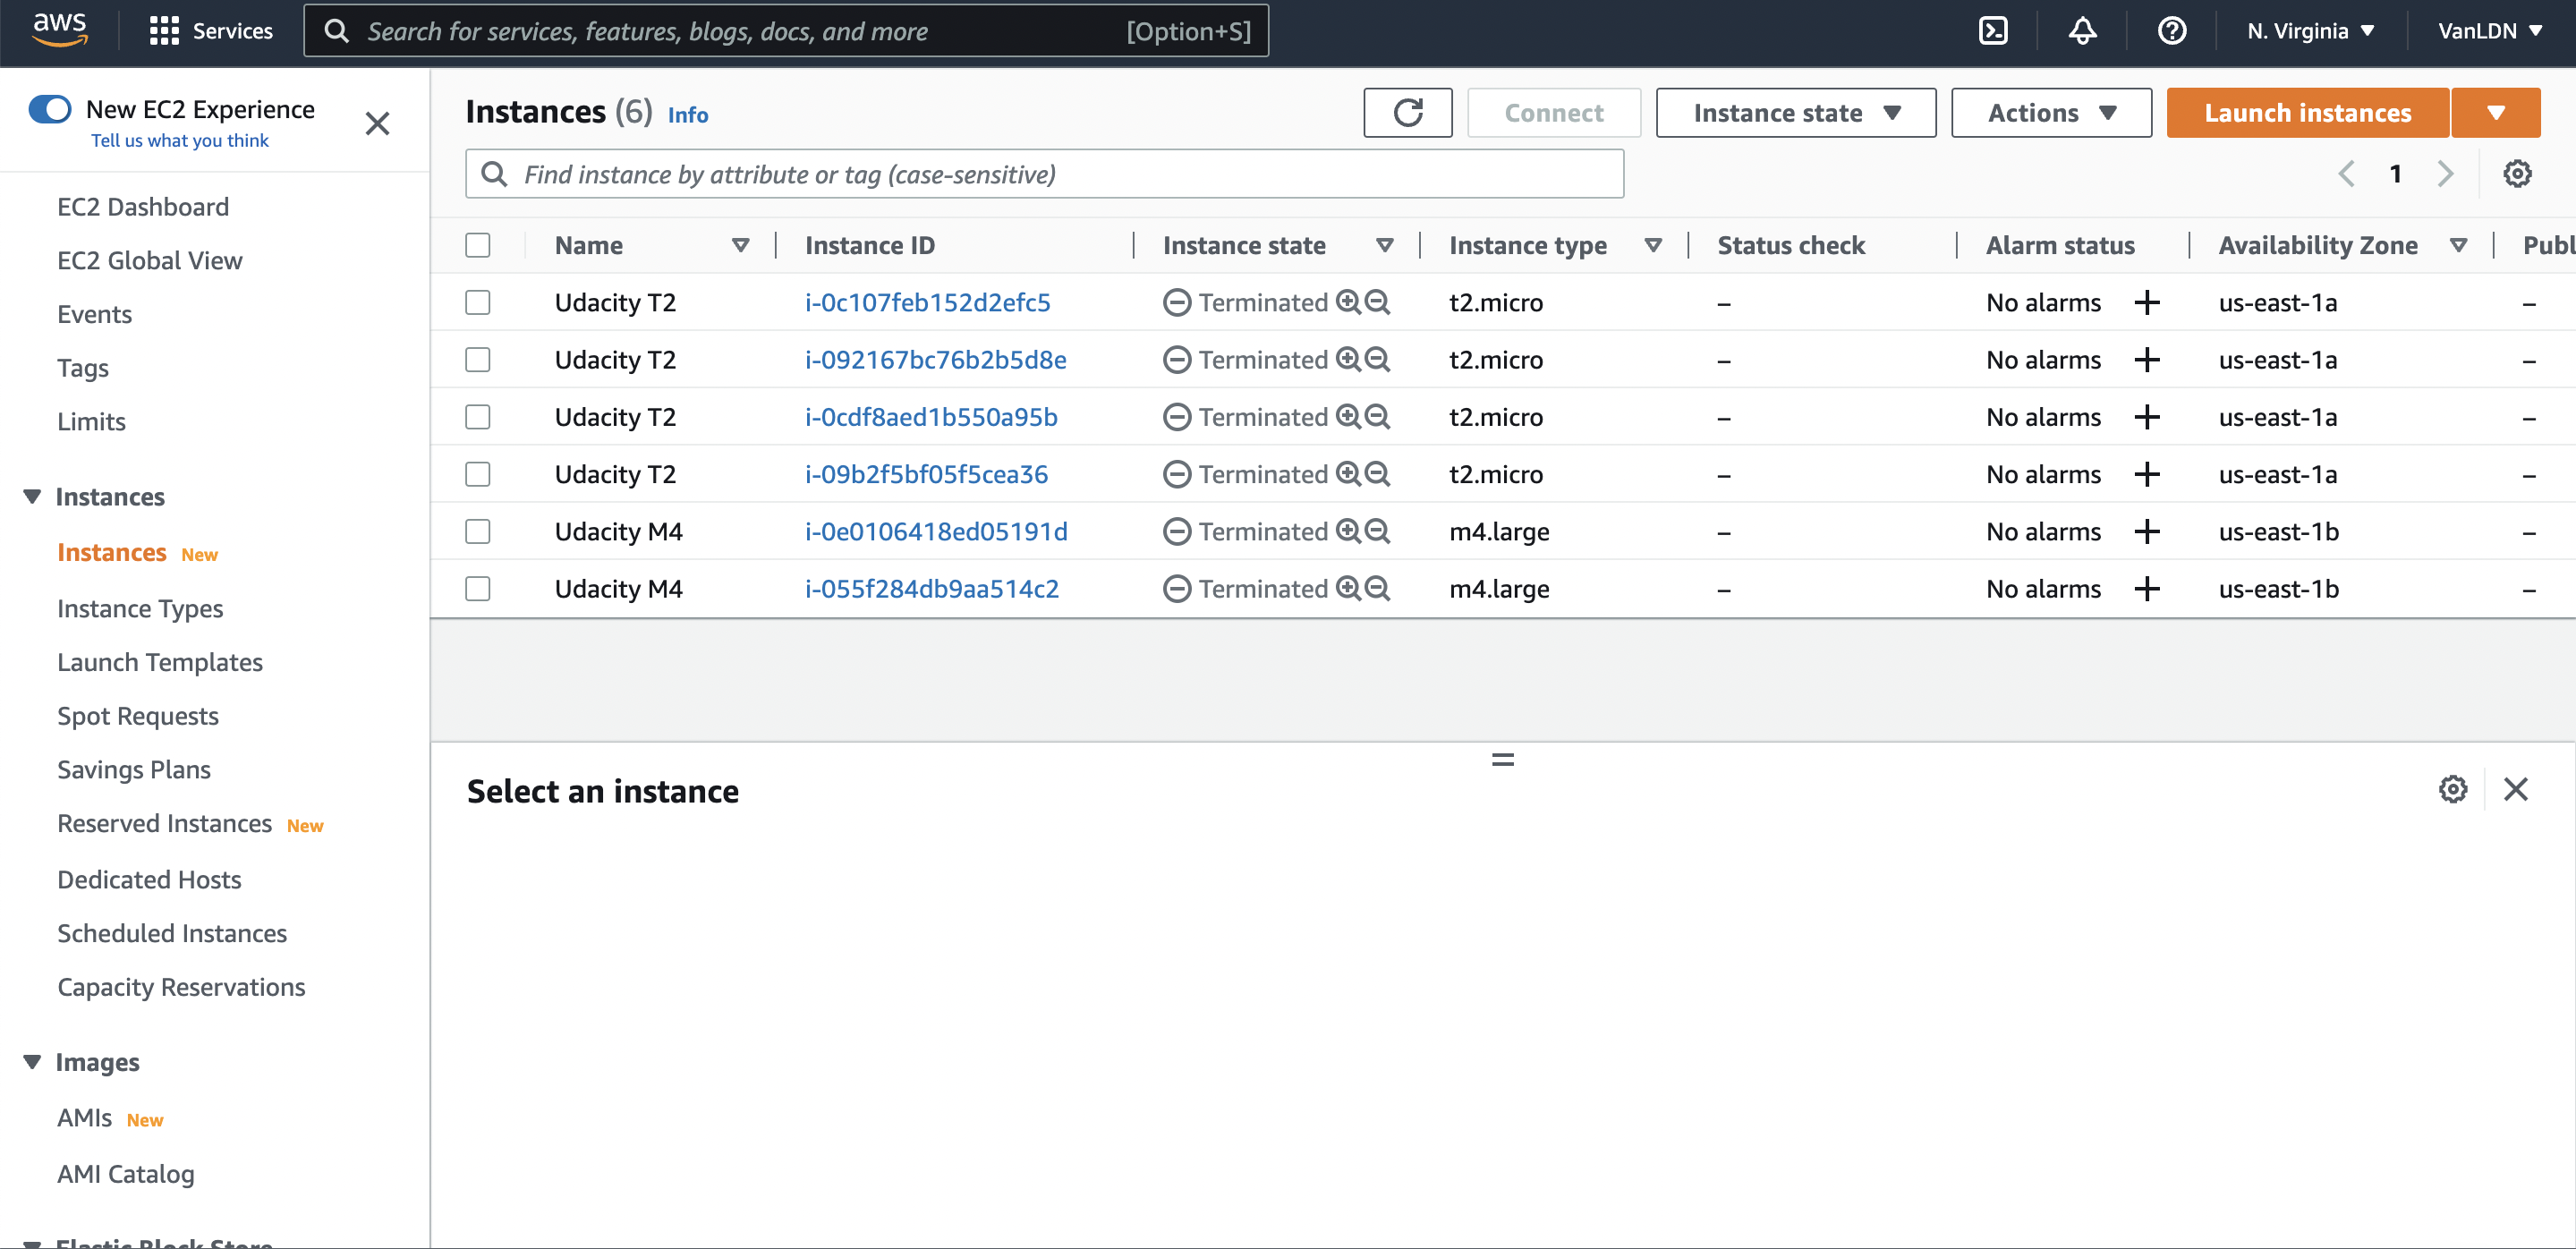 aws Services Search for services, features, blogs, docs, and more [Option+S] N. Virginia VanLDN
New EC2 Experience
Tell us what you think
EC2 Dashboard
EC2 Global View
Events
Tags
Limits
Instances
Instances New
Instance Types
Launch Templates
Spot Requests
Savings Plans
Reserved Instances New
Dedicated Hosts
Scheduled Instances
Capacity Reservations
Images
AMIs New
AMI Catalog
Elastic Block Store
Instances (6) Info Connect Instance state Actions Launch instances
Find instance by attribute or tag (case-sensitive) 1
Name Instance ID Instance state Instance type Status check Alarm status Availability Zone Publ
Udacity T2 i-0c107feb152d2efc5 Terminated t2.micro – No alarms + us-east-1a –
Udacity T2 i-092167bc76b2b5d8e Terminated t2.micro – No alarms + us-east-1a –
Udacity T2 i-0cdf8aed1b550a95b Terminated t2.micro – No alarms + us-east-1a –
Udacity T2 i-09b2f5bf05f5cea36 Terminated t2.micro – No alarms + us-east-1a –
Udacity M4 i-0e0106418ed05191d Terminated m4.large – No alarms + us-east-1b –
Udacity M4 i-055f284db9aa514c2 Terminated m4.large – No alarms + us-east-1b –
Select an instance